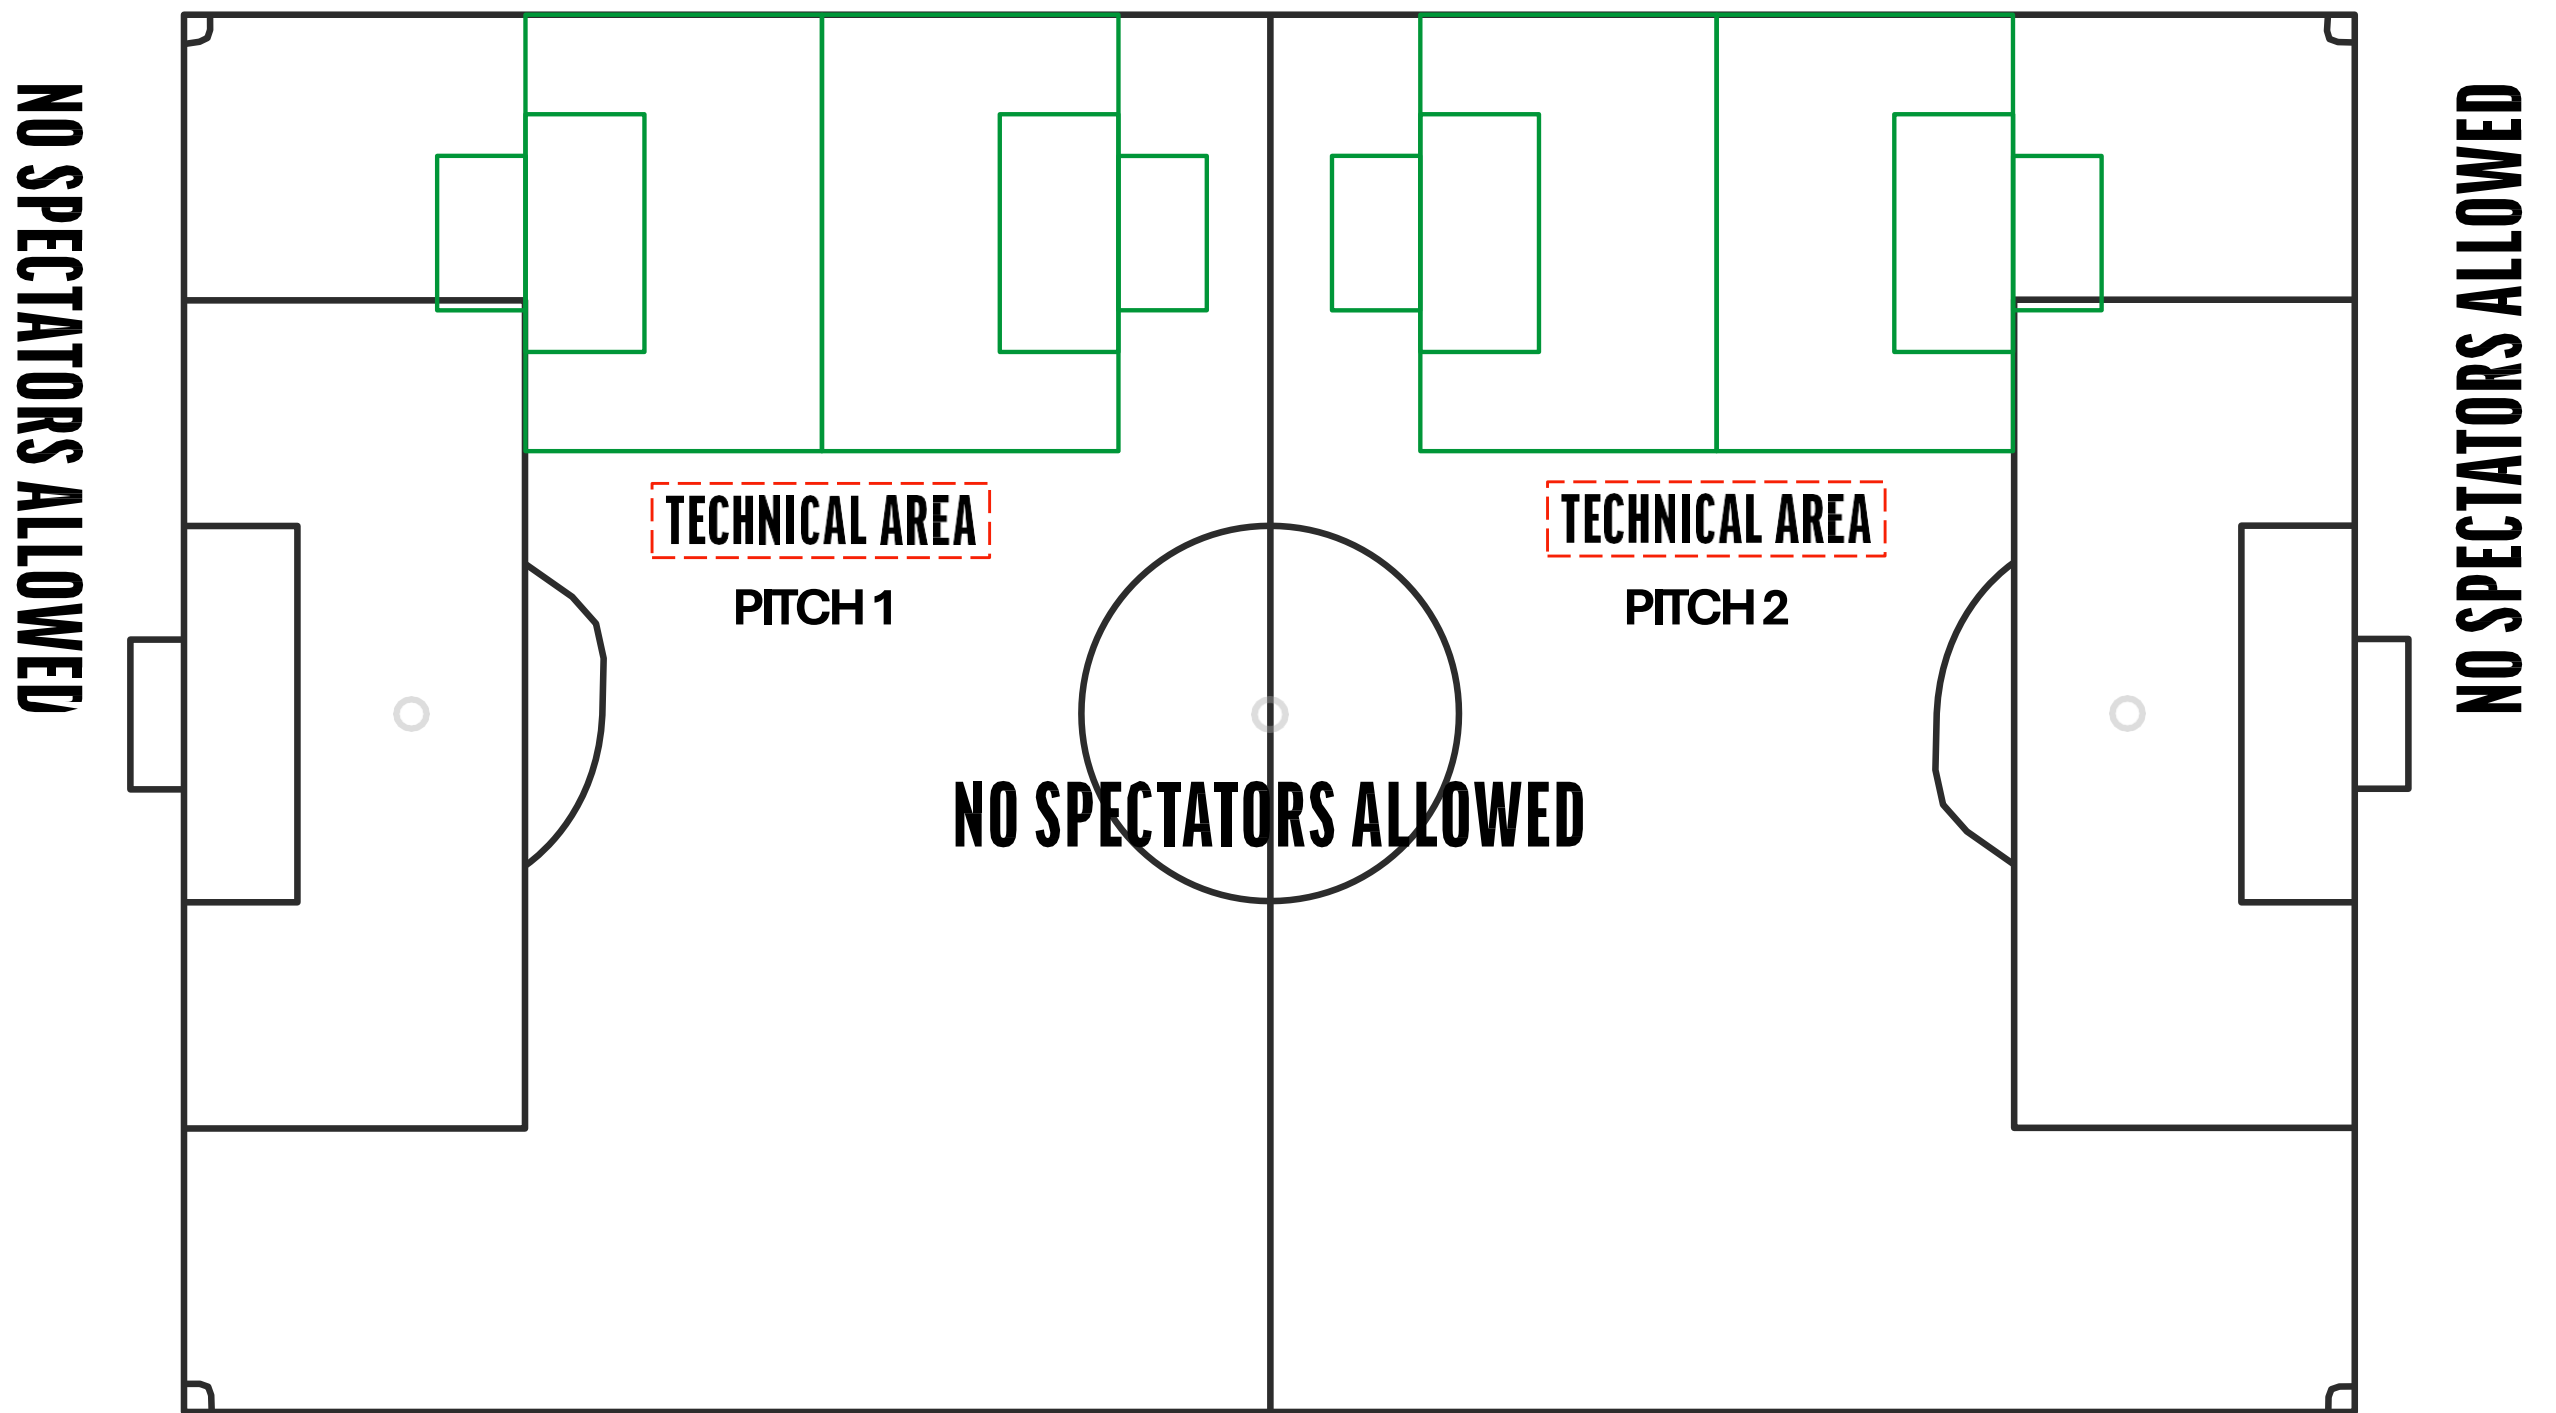 NO SPECTATORS ALLOWED
TECHNICAL AREA
PITCH 1
TECHNICAL AREA
PITCH 2
NO SPECTATORS ALLOWED
NO SPECTATORS ALLOWED